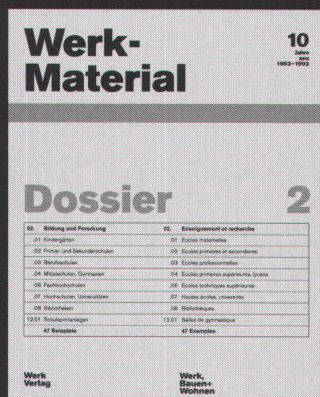 Werk-
Material
10
Jahre
ans
1982–1992
Dossier 2
02. Bildung und Forschung 02. Enseignement et recherche
.01 Kindergärten .01 Ecoles maternelles
.02 Primar- und Sekundarschulen .02 Ecoles primaires et secondaires
.03 Berufsschulen .03 Ecoles professionnelles
.04 Mittelschulen, Gymnasien .04 Ecoles primaires supérieures, lycées
.06 Fachhochschulen .06 Ecoles techniques supérieures
.07 Hochschulen, Universitäten .07 Hautes écoles, universités
.08 Bibliotheken .08 Bibliothèques
12.01 Schulsportanlagen 12.01 Salles de gymnastique
47 Beispiele 47 Exemples
Werk
Verlag
Werk,
Bauen+
Wohnen